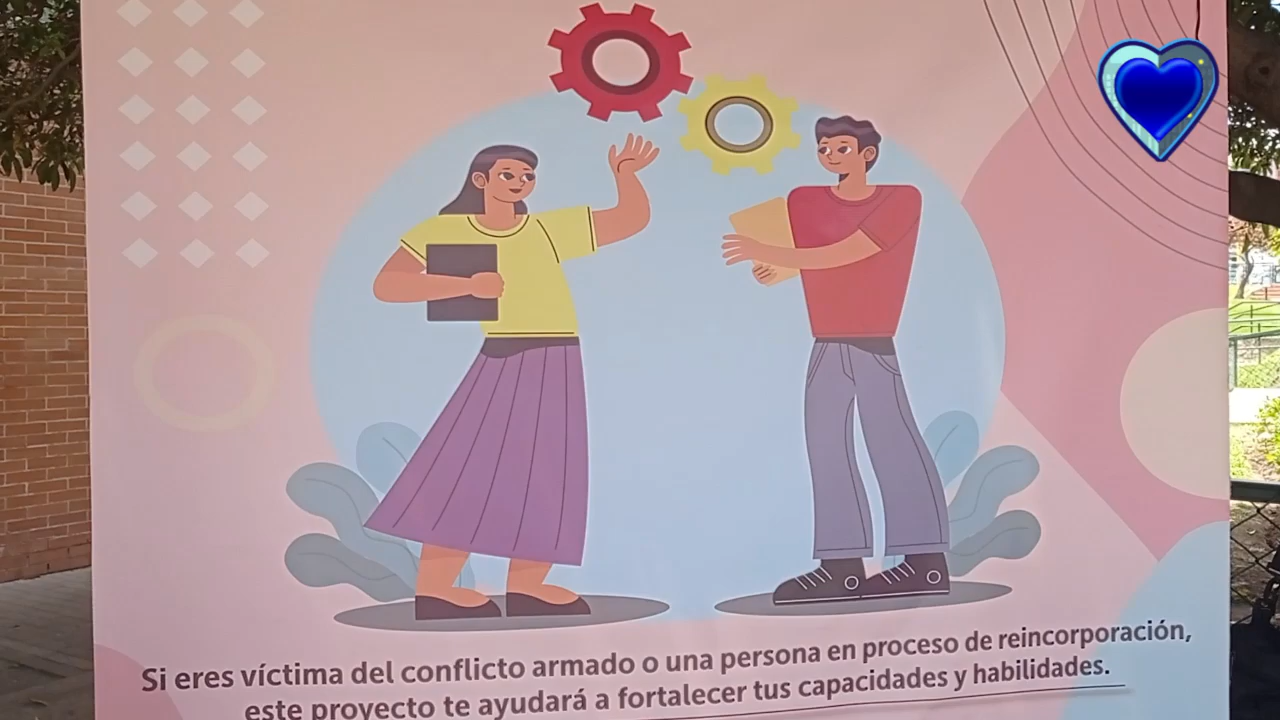 Si eres víctima del conflicto armado o una persona en proceso de reincorporación,
este proyecto te ayudará a fortalecer tus capacidades y habilidades.